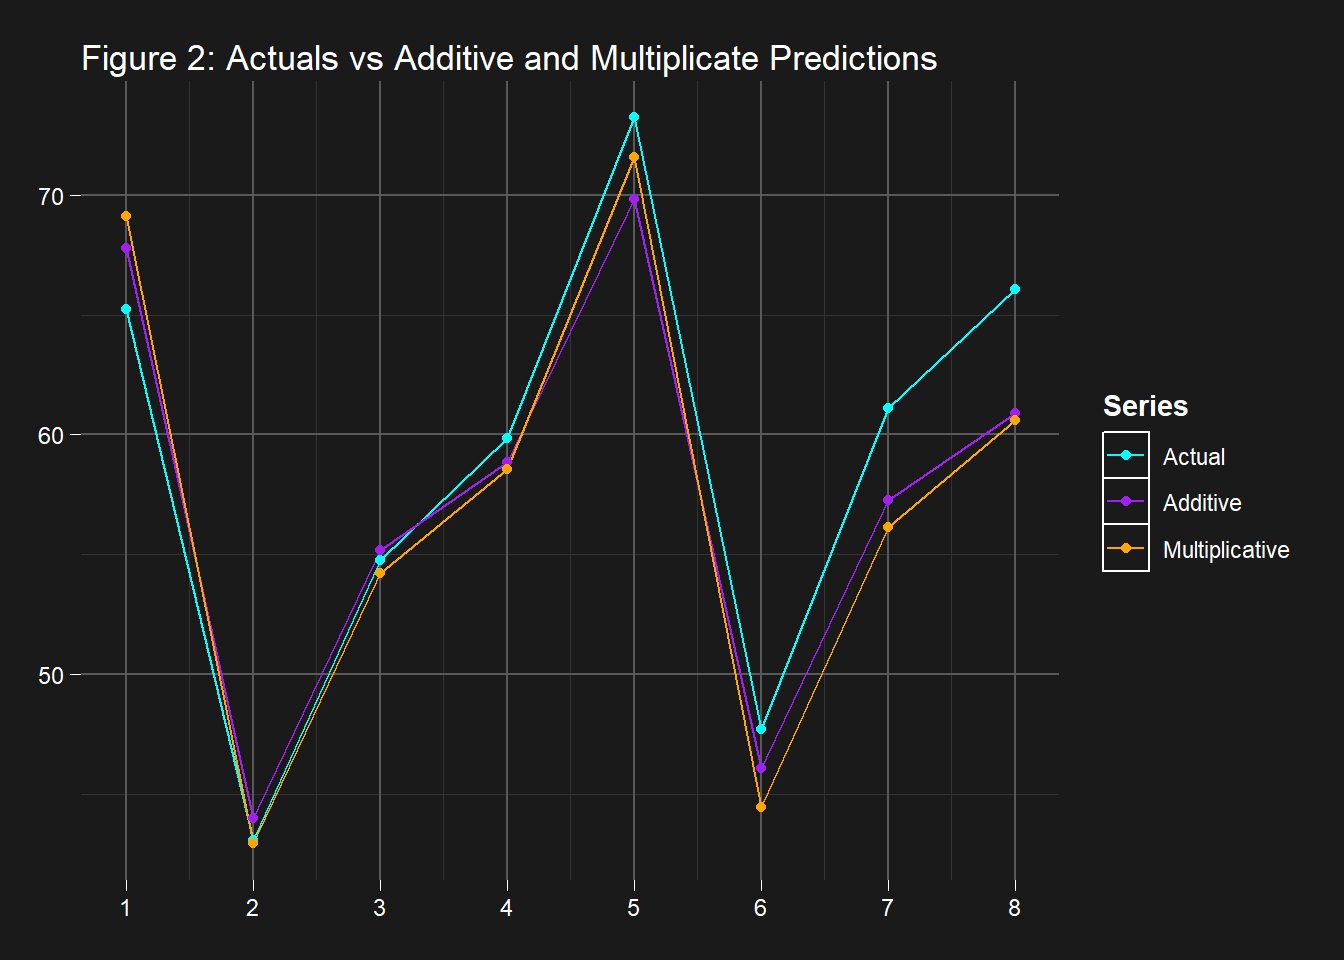 Figure 2: Actuals vs Additive and Multiplicate Predictions
70
60
50
1 2 3 4 5 6 7 8
Series
Actual
Additive
Multiplicative